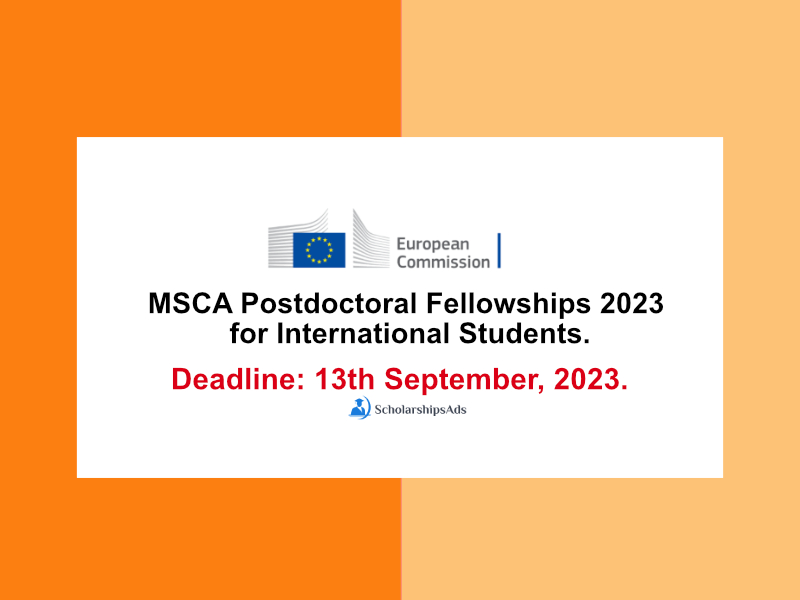 European
Commission
MSCA Postdoctoral Fellowships 2023
for International Students.
Deadline: 13th September, 2023.
ScholarshipsAds